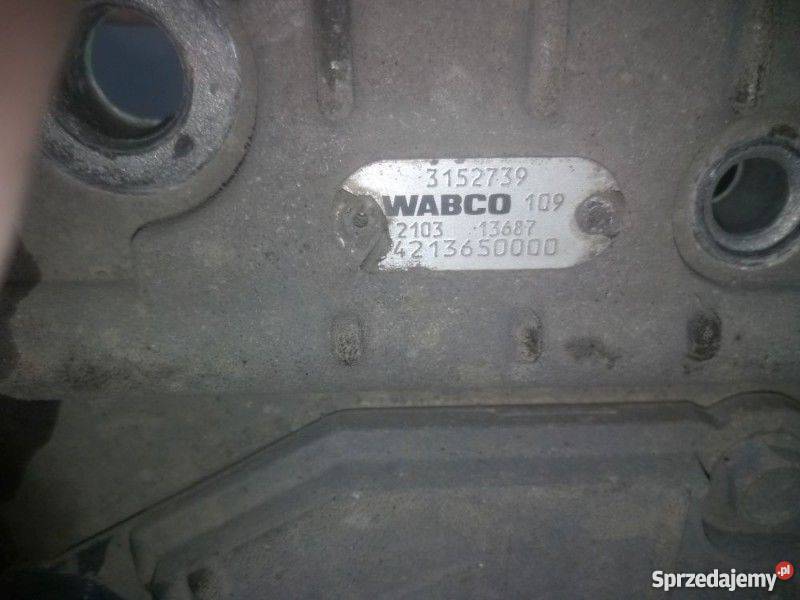 3152739
WABCO 109
2103 13687
4213650000
Sprzedajemy.pl